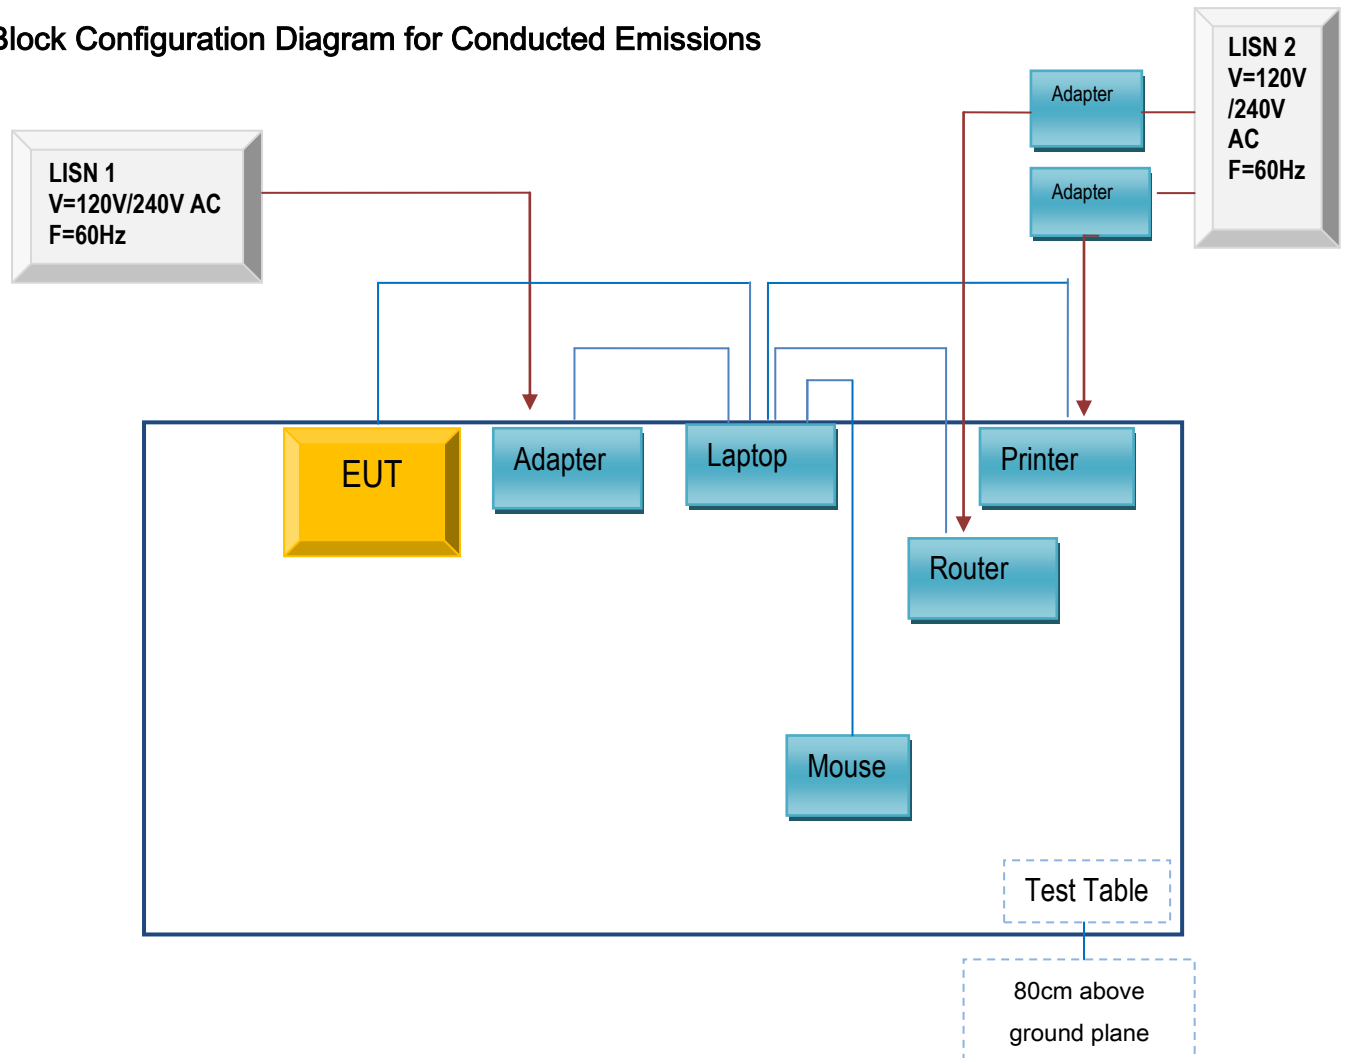 Block Configuration Diagram for Conducted Emissions
LISN 2
V=120V
/240V
AC
F=60Hz
Adapter
Adapter
LISN 1
V=120V/240V AC
F=60Hz
EUT
Adapter
Laptop
Printer
Router
Mouse
Test Table
80cm above
ground plane